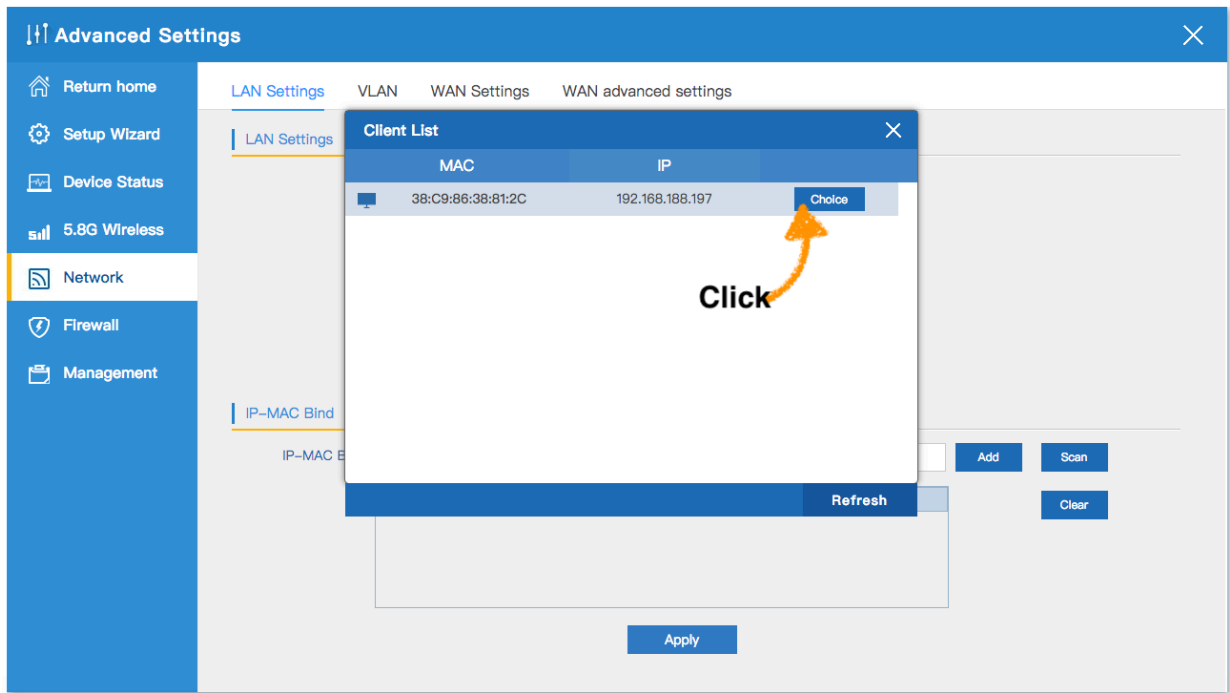 Advanced Settings
Return home
Setup Wizard
Device Status
5.8G Wireless
Network
Firewall
Management
LAN Settings VLAN WAN Settings WAN advanced settings
LAN Settings
Client List
MAC IP
38:C9:86:38:81:2C 192.168.188.197 Choice
Click
Refresh
IP-MAC Bind
IP-MAC
Add Scan
Clear
Apply